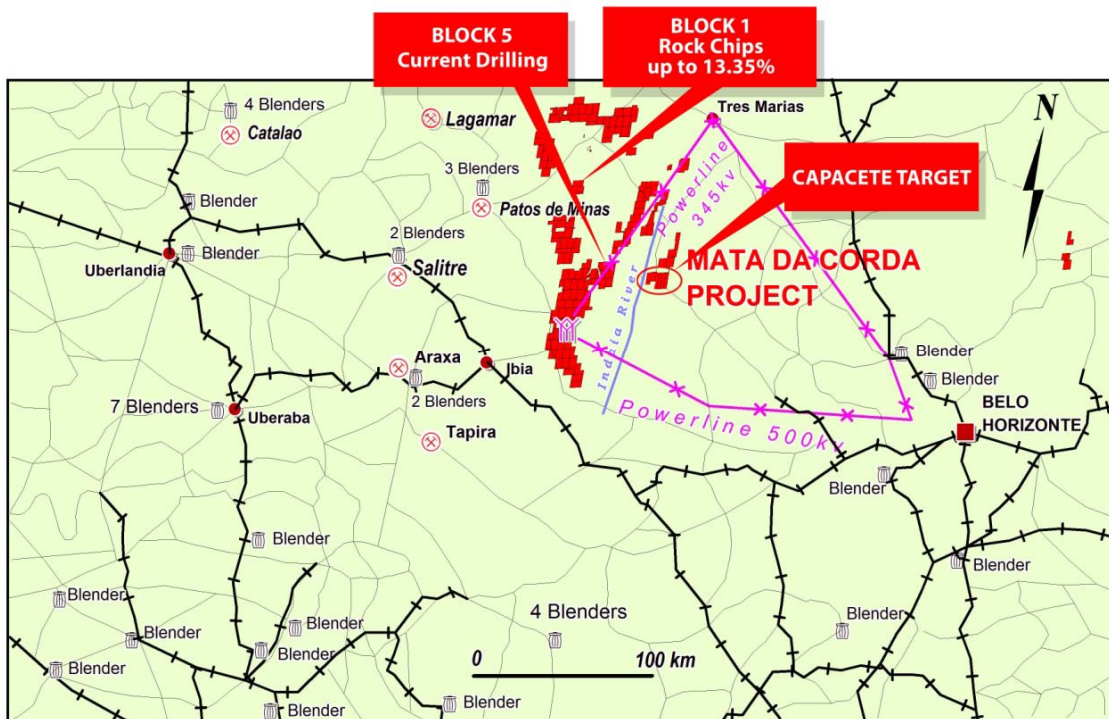 BLOCK 5
Current Drilling
BLOCK 1
Rock Chips
up to 13.35%
4 Blenders
Catalao
Lagamar
Tres Marias
N
3 Blenders
Patos de Minas
Powerline
345kv
CAPACETE TARGET
Blender
2 Blenders
Blender
Uberlandia
Salitre
MATA DA CORDA
PROJECT
Indaia River
Araxa
Ibia
Blender
Blender
7 Blenders
Uberaba
2 Blenders
Powerline 500kv
BELO
HORIZONTE
Tapira
Blender
Blender
Blender
Blender
Blender
Blender
4 Blenders
Blender
Blender
Blender
0
100 km
Blender
Blender